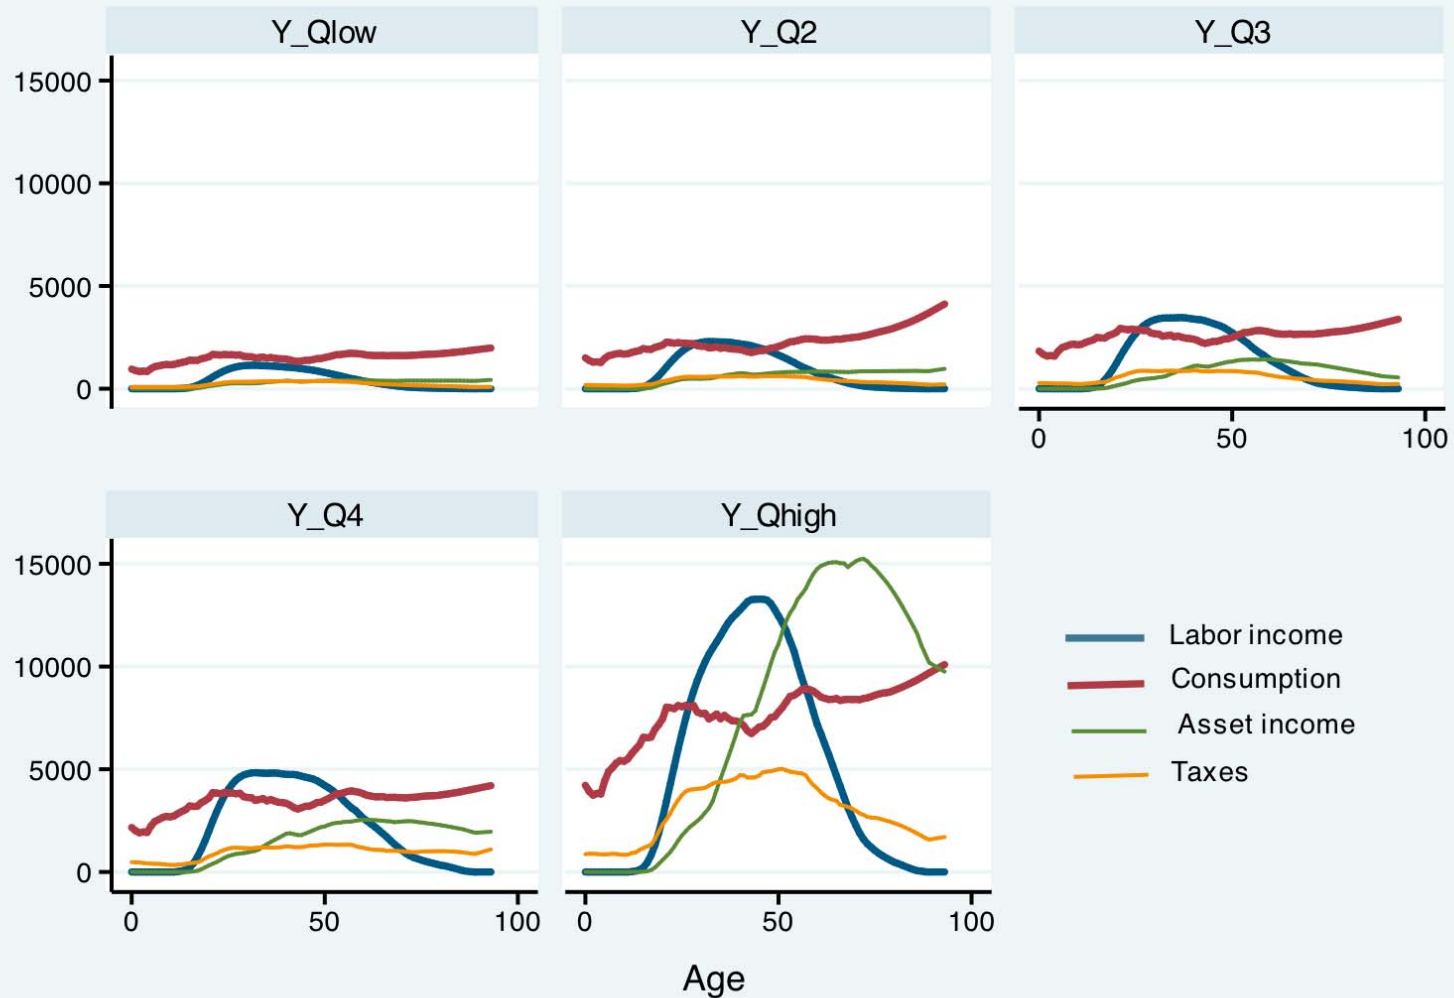 Y_Qlow
Y_Q2
Y_Q3
15000
10000
5000
0
0 50 100
Y_Q4
Y_Qhigh
15000
10000
5000
0
Labor income
Consumption
Asset income
Taxes
0 50 100
0 50 100
Age